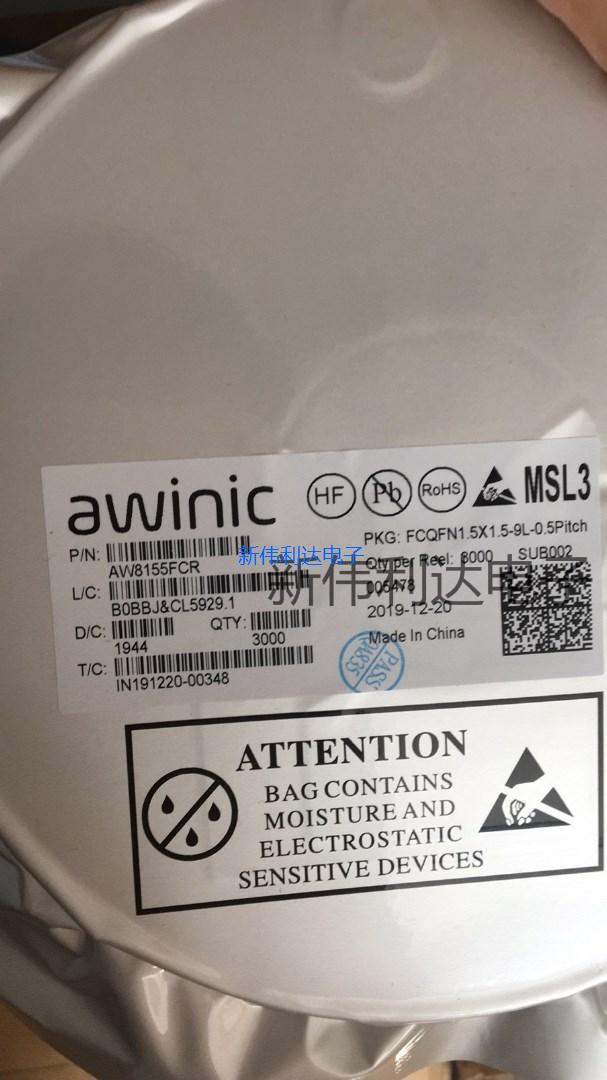 awinic
HF
Pb
RoHS
MSL3
P/N:
AW8155FCR
PKG: FCQFN1.5X1.5-9L-0.5Pitch
新伟利达电子
新伟利达电子
Qty per Reel: 3000
SUB002
L/C:
B0BBJ&CL5929.1
005478
D/C:
1944
QTY:
3000
2019-12-20
Made In China
T/C:
IN191220-00348
PASS
04835
ATTENTION
BAG CONTAINS
MOISTURE AND
ELECTROSTATIC
SENSITIVE DEVICES